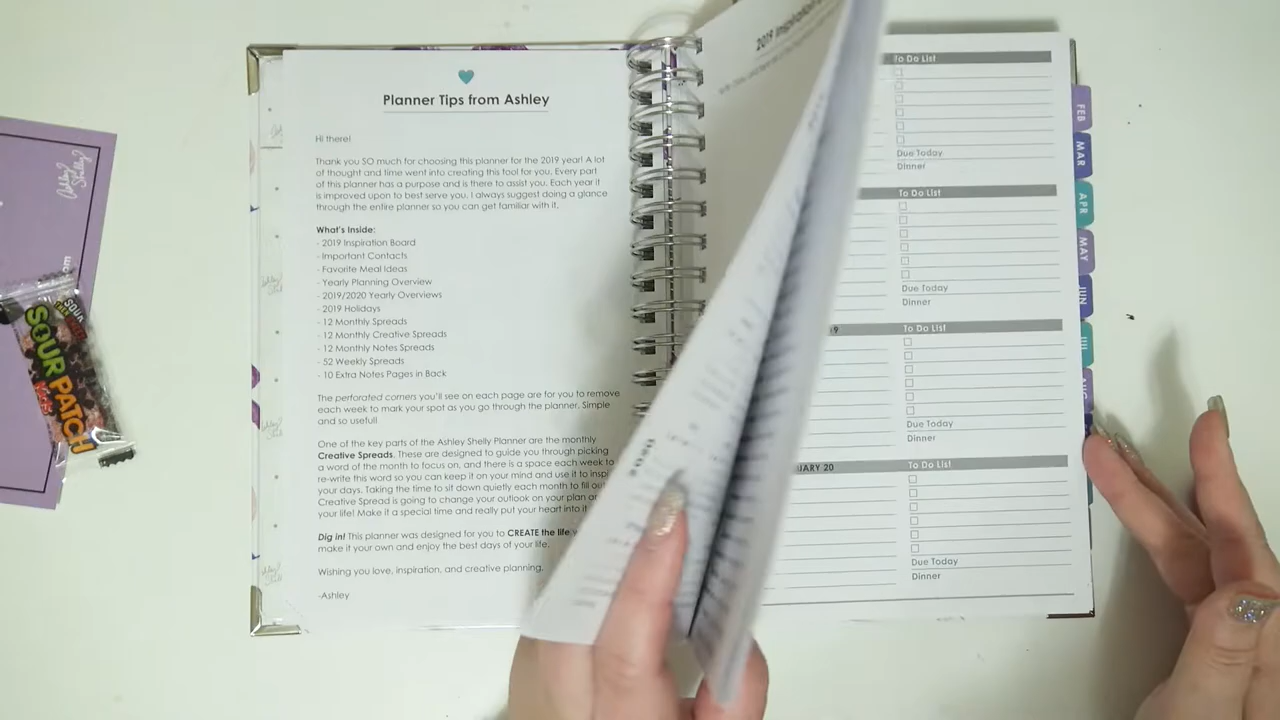 Planner Tips from Ashley
Hi there!
Thank you SO much for choosing this planner for the 2019 year! A lot
of thought and time went into creating this tool for you. Every part
of this planner has a purpose and is there to assist you. Each year it
is improved upon to best serve you. I always suggest doing a glance
through the entire planner so you can get familiar with it.
What's Inside:
- 2019 Inspiration Board
- Important Contacts
- Favorite Meal Ideas
- Yearly Planning Overview
- 2019/2020 Yearly Overviews
- 2019 Holidays
- 12 Monthly Spreads
- 12 Monthly Creative Spreads
- 12 Monthly Notes Spreads
- 52 Weekly Spreads
- 10 Extra Notes Pages in Back
The perforated corners you'll see on each page are for you to remove
each week to mark your spot as you go through the planner. Simple
and so useful!
One of the key parts of the Ashley Shelly Planner are the monthly
Creative Spreads. These are designed to guide you through picking
a word of the month to focus on, and there is a space each week to
re-write this word so you can keep it on your mind and use it to inspi
your days. Taking the time to sit down quietly each month to fill out
Creative Spread is going to change your outlook on your plan
your life! Make it a special time and really put your heart into it
Dig in! This planner was designed for you to CREATE the life
make it your own and enjoy the best days of your life.
Wishing you love, inspiration, and creative planning,
-Ashley
2019 Inspiration
2020
To Do List
Due Today
Dinner
To Do List
Due Today
Dinner
9
To Do List
Due Today
Dinner
UARY 20
To Do List
Due Today
Dinner
FEB
MAR
APR
MAY
JUN
JUL
AUG
Ashley
Shelly
om
SOUR PATCH
KIDS